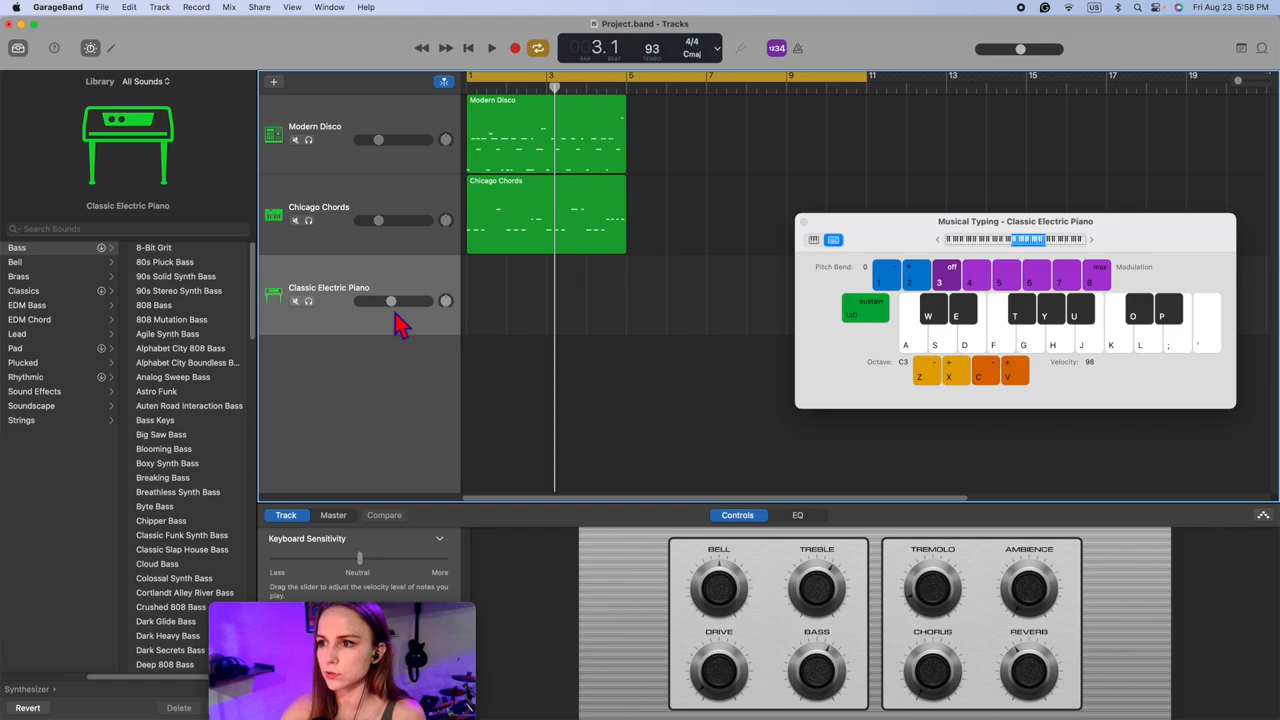 GarageBand File Edit Track Record Mix Share View Window Help
US
Fri Aug 23 5:58 PM
Project.band - Tracks
003.1 93 4/4
BAR BEAT TEMPO Cmaj
1234
Library All Sounds
Classic Electric Piano
Search Sounds
Bass
Bell
Brass
Classics
EDM Bass
EDM Chord
Lead
Pad
Plucked
Rhythmic
Sound Effects
Soundscape
Strings
8-Bit Grit
80s Pluck Bass
90s Solid Synth Bass
90s Stereo Synth Bass
808 Bass
808 Mutation Bass
Agile Synth Bass
Alphabet City 808 Bass
Alphabet City Boundless B...
Analog Sweep Bass
Astro Funk
Auten Road Interaction Bass
Bass Keys
Big Saw Bass
Blooming Bass
Boxy Synth Bass
Breaking Bass
Breathless Synth Bass
Byte Bass
Chipper Bass
Classic Funk Synth Bass
Classic Slap House Bass
Cloud Bass
Colossal Synth Bass
Cortlandt Alley River Bass
Crushed 808 Bass
Dark Glide Bass
Dark Heavy Bass
Dark Secrets Bass
Deep 808 Bass
Synthesizer
Revert Delete
1 3 5 7 9 11 13 15 17 19
Modern Disco
Chicago Chords
Classic Electric Piano
Modern Disco
Chicago Chords
Musical Typing - Classic Electric Piano
Pitch Bend: 0 - + off max Modulation
1 2 3 4 5 6 7 8
sustain
tab
W E T Y U O P
A S D F G H J K L ; '
Octave: C3 - + - + Velocity: 98
Z X C V
Track Master Compare
Controls EQ
Keyboard Sensitivity
Less Neutral More
Drag the slider to adjust the velocity level of notes you
play.
BELL TREBLE TREMOLO AMBIENCE
DRIVE BASS CHORUS REVERB